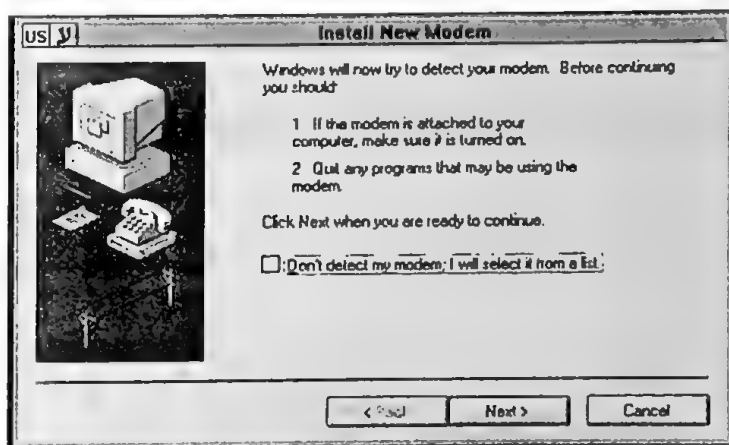 US ע Install New Modem
Windows will now try to detect your modem. Before continuing
you should
1 If the modem is attached to your
computer, make sure it is turned on.
2 Quit any programs that may be using the
modem.
Click Next when you are ready to continue.
Don't detect my modem; I will select it from a list.
< Back Next > Cancel